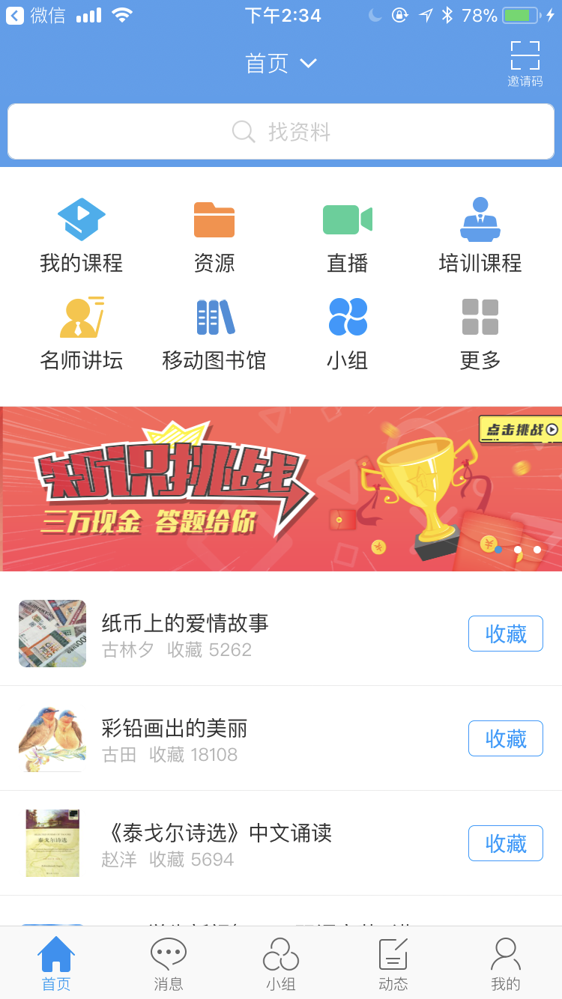 微信 下午2:34 78%
首页
邀请码
找资料
我的课程 资源 直播 培训课程
名师讲坛 移动图书馆 小组 更多
点击挑战
知识挑战
三万现金 答题给你
纸币上的爱情故事
古林夕 收藏 5262
收藏
彩铅画出的美丽
古田 收藏 18108
收藏
泰戈尔诗选
《泰戈尔诗选》中文诵读
赵洋 收藏 5694
收藏
首页 消息 小组 动态 我的